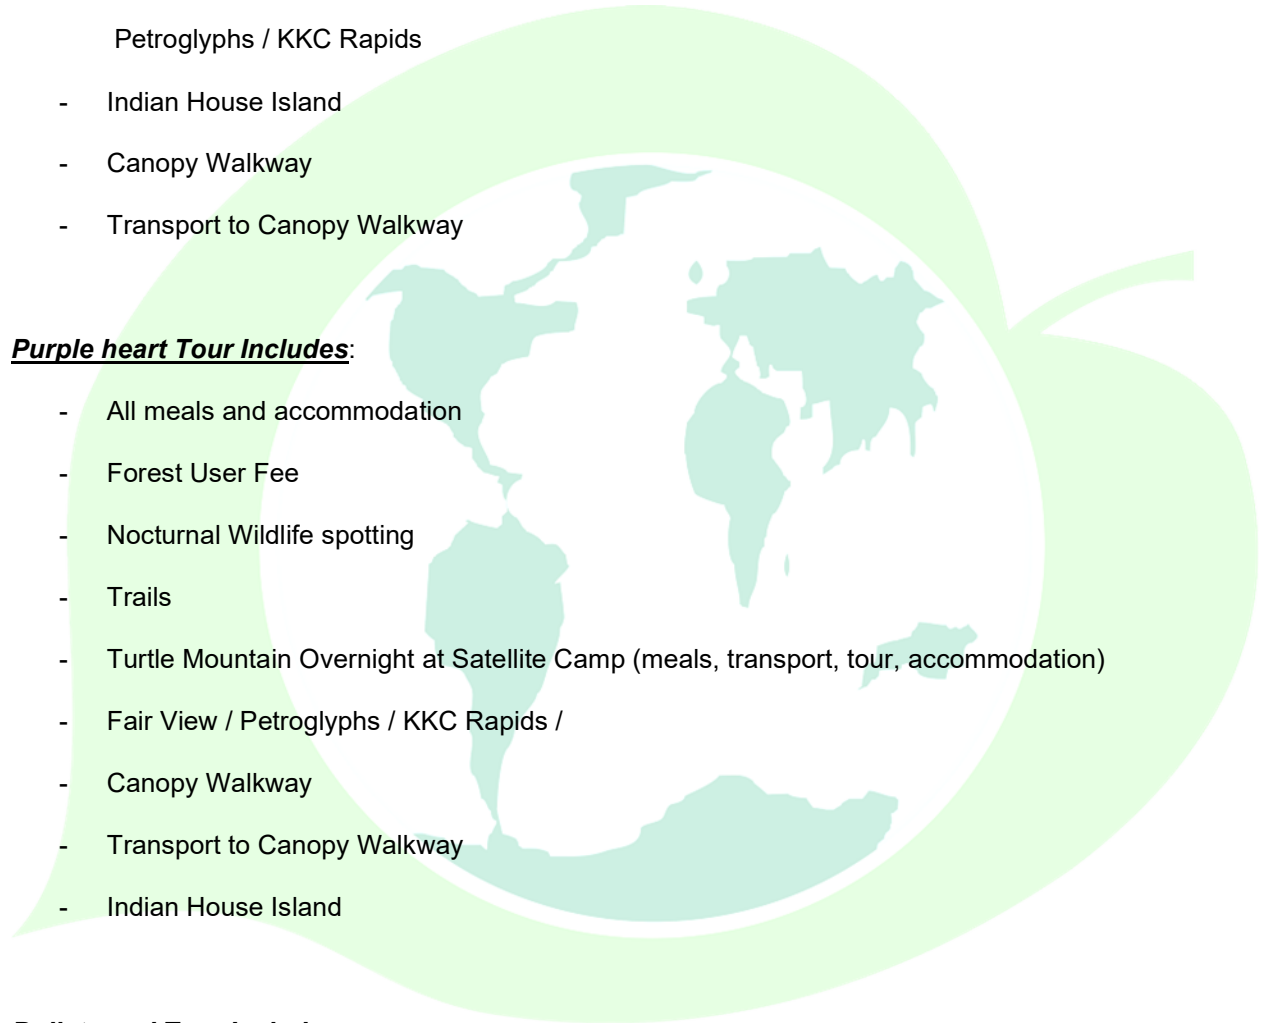 Petroglyphs / KKC Rapids
- Indian House Island
- Canopy Walkway
- Transport to Canopy Walkway
Purple heart Tour Includes:
- All meals and accommodation
- Forest User Fee
- Nocturnal Wildlife spotting
- Trails
- Turtle Mountain Overnight at Satellite Camp (meals, transport, tour, accommodation)
- Fair View / Petroglyphs / KKC Rapids /
- Canopy Walkway
- Transport to Canopy Walkway
- Indian House Island